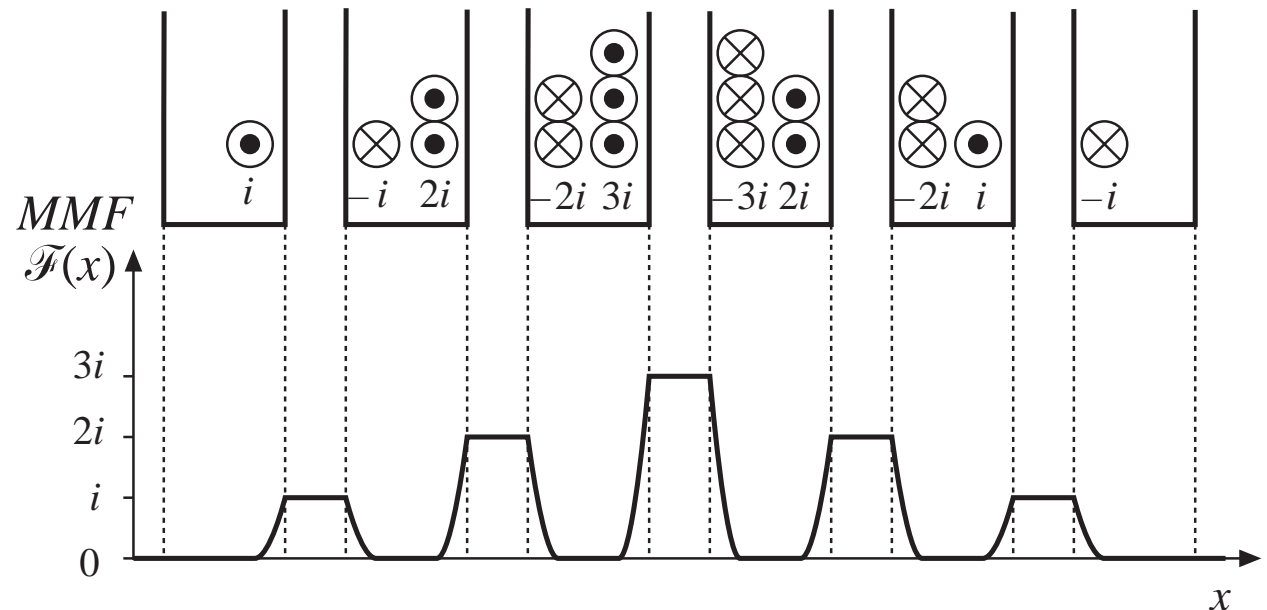 i –i 2i –2i 3i –3i 2i –2i i –i
MMF
ℱ(x)
3i
2i
i
0
x